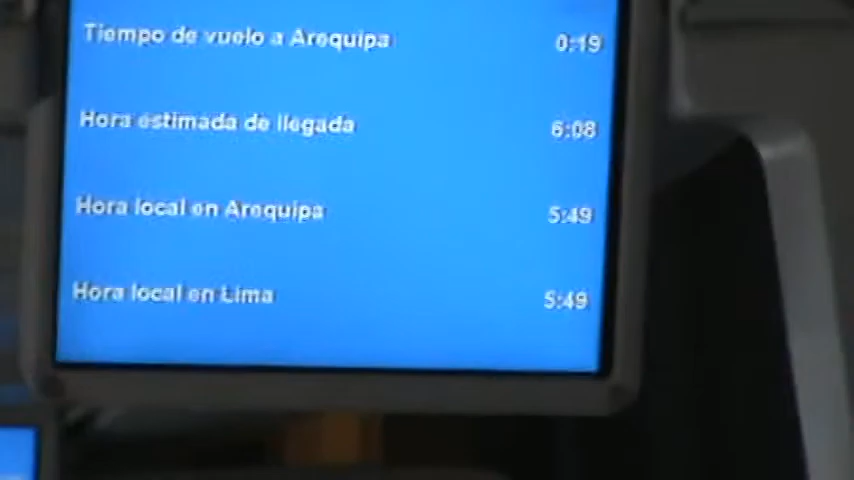 Tiempo de vuelo a Arequipa 0:19
Hora estimada de llegada 6:08
Hora local en Arequipa 5:49
Hora local en Lima 5:49